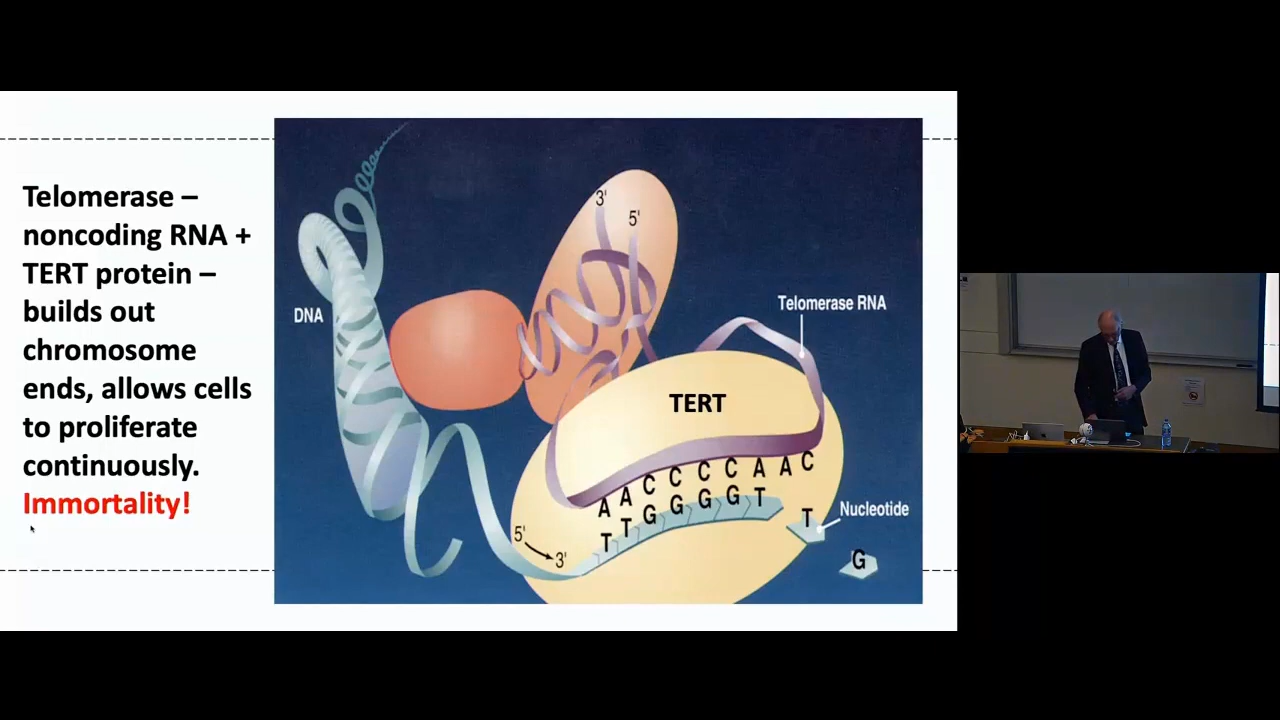 Telomerase –
noncoding RNA +
TERT protein –
builds out
chromosome
ends, allows cells
to proliferate
continuously.
Immortality!
3'
5'
DNA
Telomerase RNA
TERT
A A C C C C A A C
T T G G G G T
T
Nucleotide
G
5'
3'